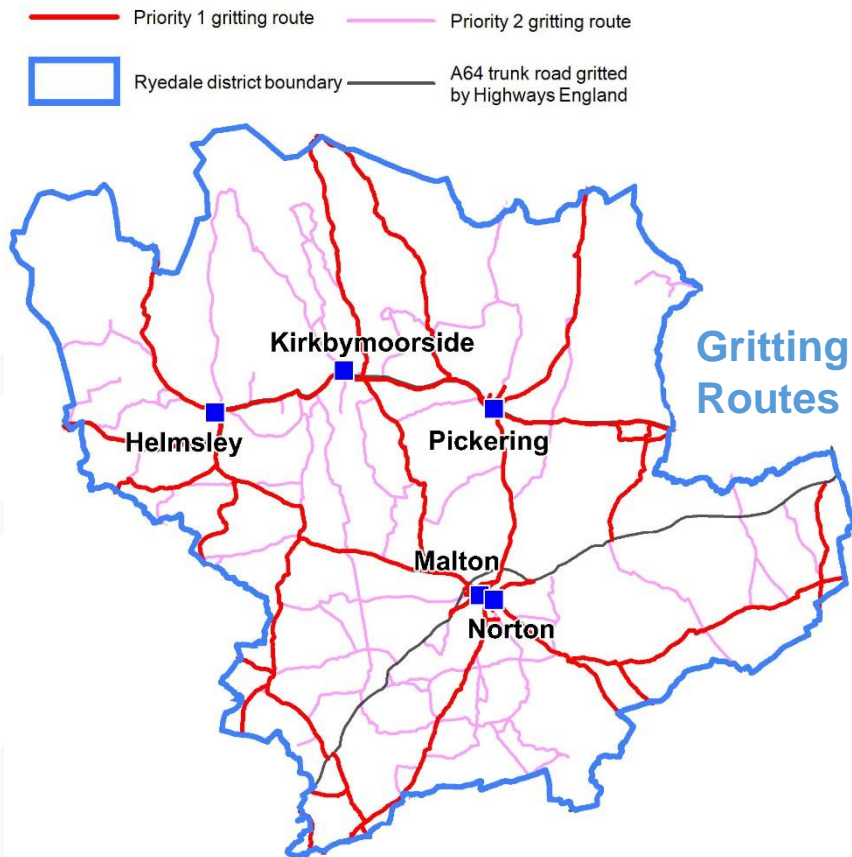 Priority 1 gritting route
Priority 2 gritting route
Ryedale district boundary
A64 trunk road gritted
by Highways England
Kirkbymoorside
Gritting
Routes
Helmsley
Pickering
Malton
Norton